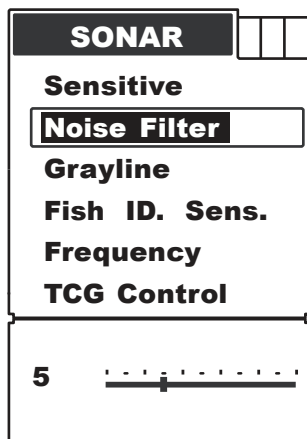 SONAR
Sensitive
Noise Filter
Grayline
Fish ID. Sens.
Frequency
TCG Control
5